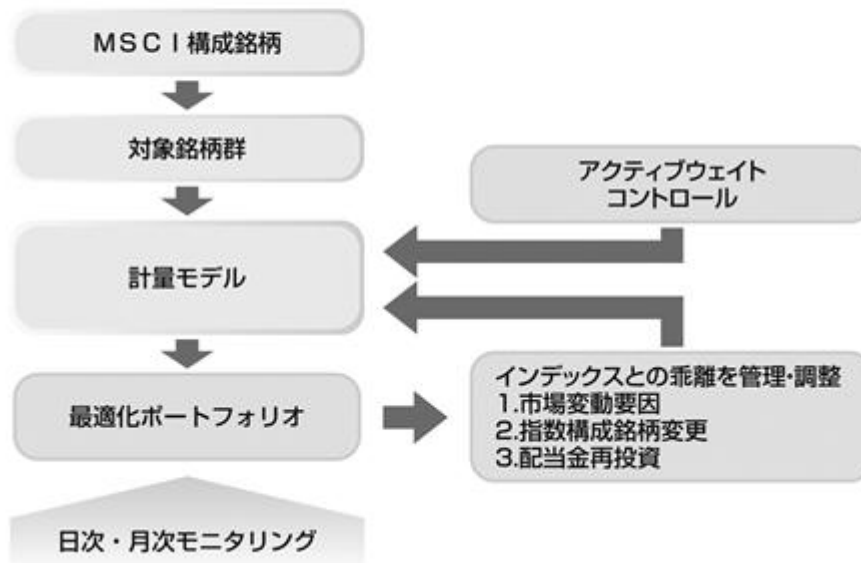 MSCI構成銘柄
対象銘柄群
アクティブウェイト
コントロール
計量モデル
最適化ポートフォリオ
インデックスとの乖離を管理・調整
1.市場変動要因
2.指数構成銘柄変更
3.配当金再投資
日次・月次モニタリング